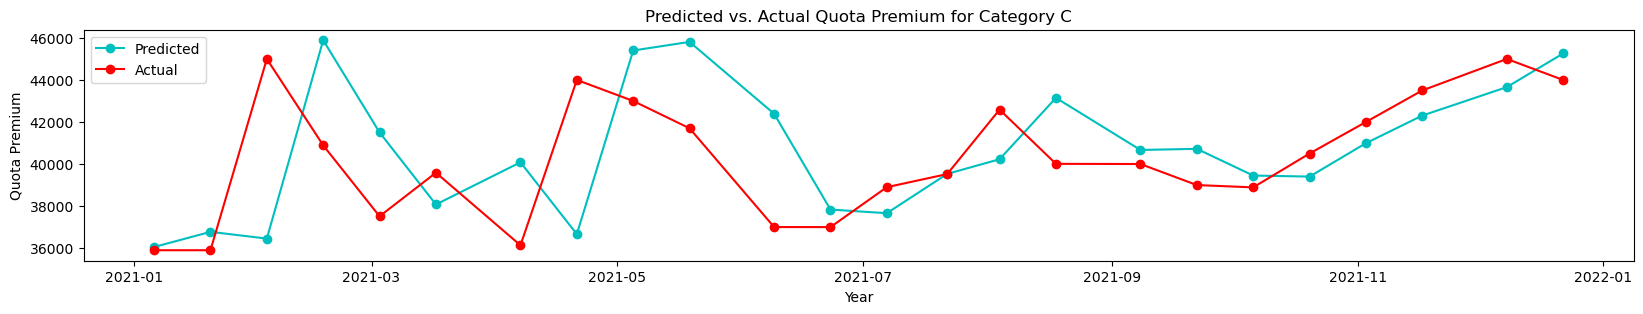 Predicted vs. Actual Quota Premium for Category C
Predicted
Actual
Quota Premium
46000
44000
42000
40000
38000
36000
2021-01
2021-03
2021-05
2021-07
2021-09
2021-11
2022-01
Year